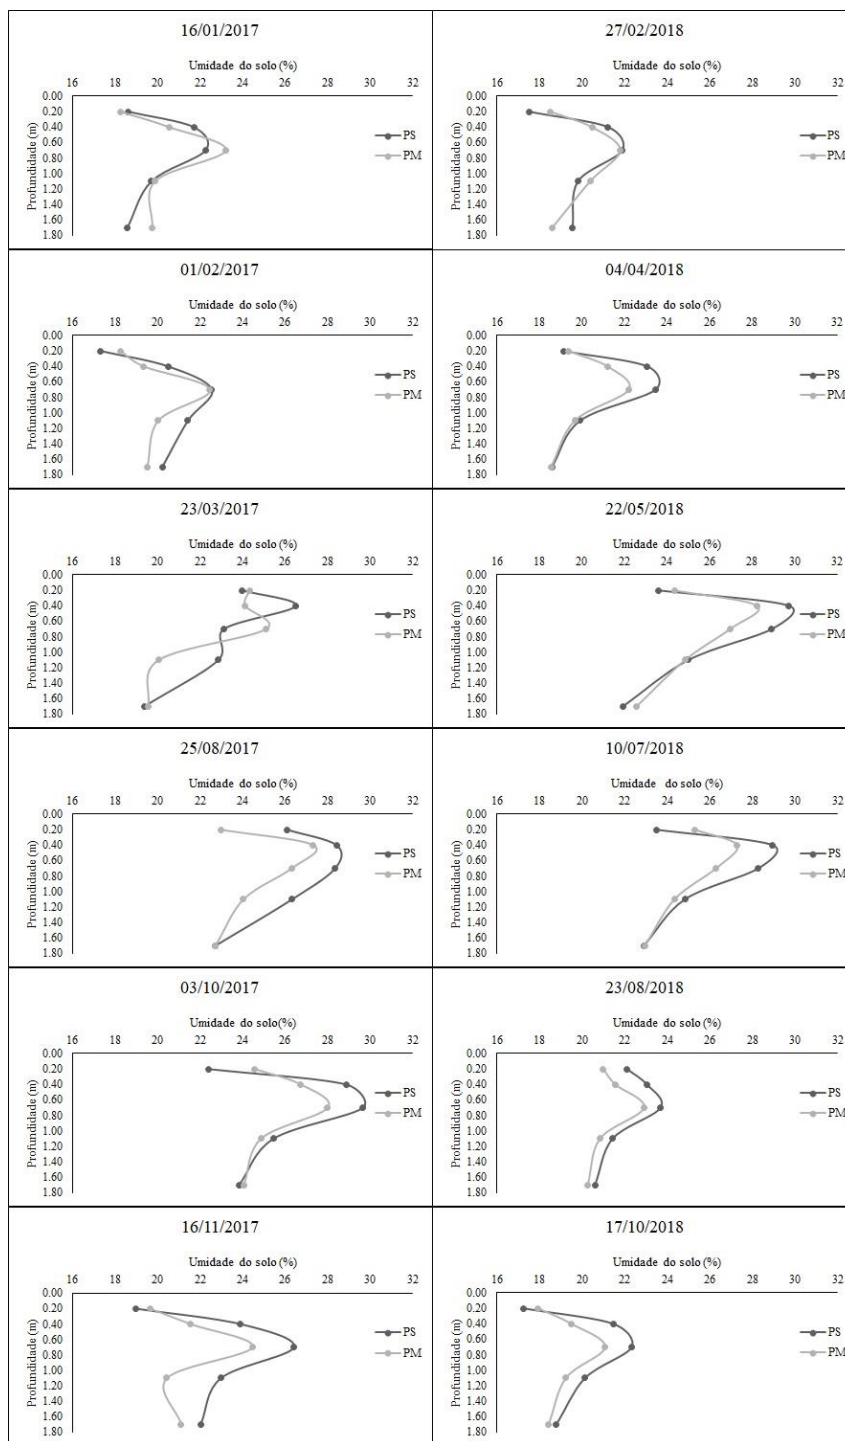 16/01/2017
Umidade do solo (%)
16 18 20 22 24 26 28 30 32
Profundidade (m)
0.00
0.20
0.40
0.60
0.80
1.00
1.20
1.40
1.60
1.80
PS
PM
27/02/2018
Umidade do solo (%)
16 18 20 22 24 26 28 30 32
Profundidade (m)
0.00
0.20
0.40
0.60
0.80
1.00
1.20
1.40
1.60
1.80
PS
PM
01/02/2017
Umidade do solo (%)
16 18 20 22 24 26 28 30 32
Profundidade (m)
0.00
0.20
0.40
0.60
0.80
1.00
1.20
1.40
1.60
1.80
PS
PM
04/04/2018
Umidade do solo (%)
16 18 20 22 24 26 28 30 32
Profundidade (m)
0.00
0.20
0.40
0.60
0.80
1.00
1.20
1.40
1.60
1.80
PS
PM
23/03/2017
Umidade do solo (%)
16 18 20 22 24 26 28 30 32
Profundidade (m)
0.00
0.20
0.40
0.60
0.80
1.00
1.20
1.40
1.60
1.80
PS
PM
22/05/2018
Umidade do solo (%)
16 18 20 22 24 26 28 30 32
Profundidade (m)
0.00
0.20
0.40
0.60
0.80
1.00
1.20
1.40
1.60
1.80
PS
PM
25/08/2017
Umidade do solo (%)
16 18 20 22 24 26 28 30 32
Profundidade (m)
0.00
0.20
0.40
0.60
0.80
1.00
1.20
1.40
1.60
1.80
PS
PM
10/07/2018
Umidade do solo (%)
16 18 20 22 24 26 28 30 32
Profundidade (m)
0.00
0.20
0.40
0.60
0.80
1.00
1.20
1.40
1.60
1.80
PS
PM
03/10/2017
Umidade do solo(%)
16 18 20 22 24 26 28 30 32
Profundidade (m)
0.00
0.20
0.40
0.60
0.80
1.00
1.20
1.40
1.60
1.80
PS
PM
23/08/2018
Umidade do solo (%)
16 18 20 22 24 26 28 30 32
Profundidade (m)
0.00
0.20
0.40
0.60
0.80
1.00
1.20
1.40
1.60
1.80
PS
PM
16/11/2017
Umidade do solo (%)
16 18 20 22 24 26 28 30 32
Profundidade (m)
0.00
0.20
0.40
0.60
0.80
1.00
1.20
1.40
1.60
1.80
PS
PM
17/10/2018
Umidade do solo (%)
16 18 20 22 24 26 28 30 32
Profundidade (m)
0.00
0.20
0.40
0.60
0.80
1.00
1.20
1.40
1.60
1.80
PS
PM